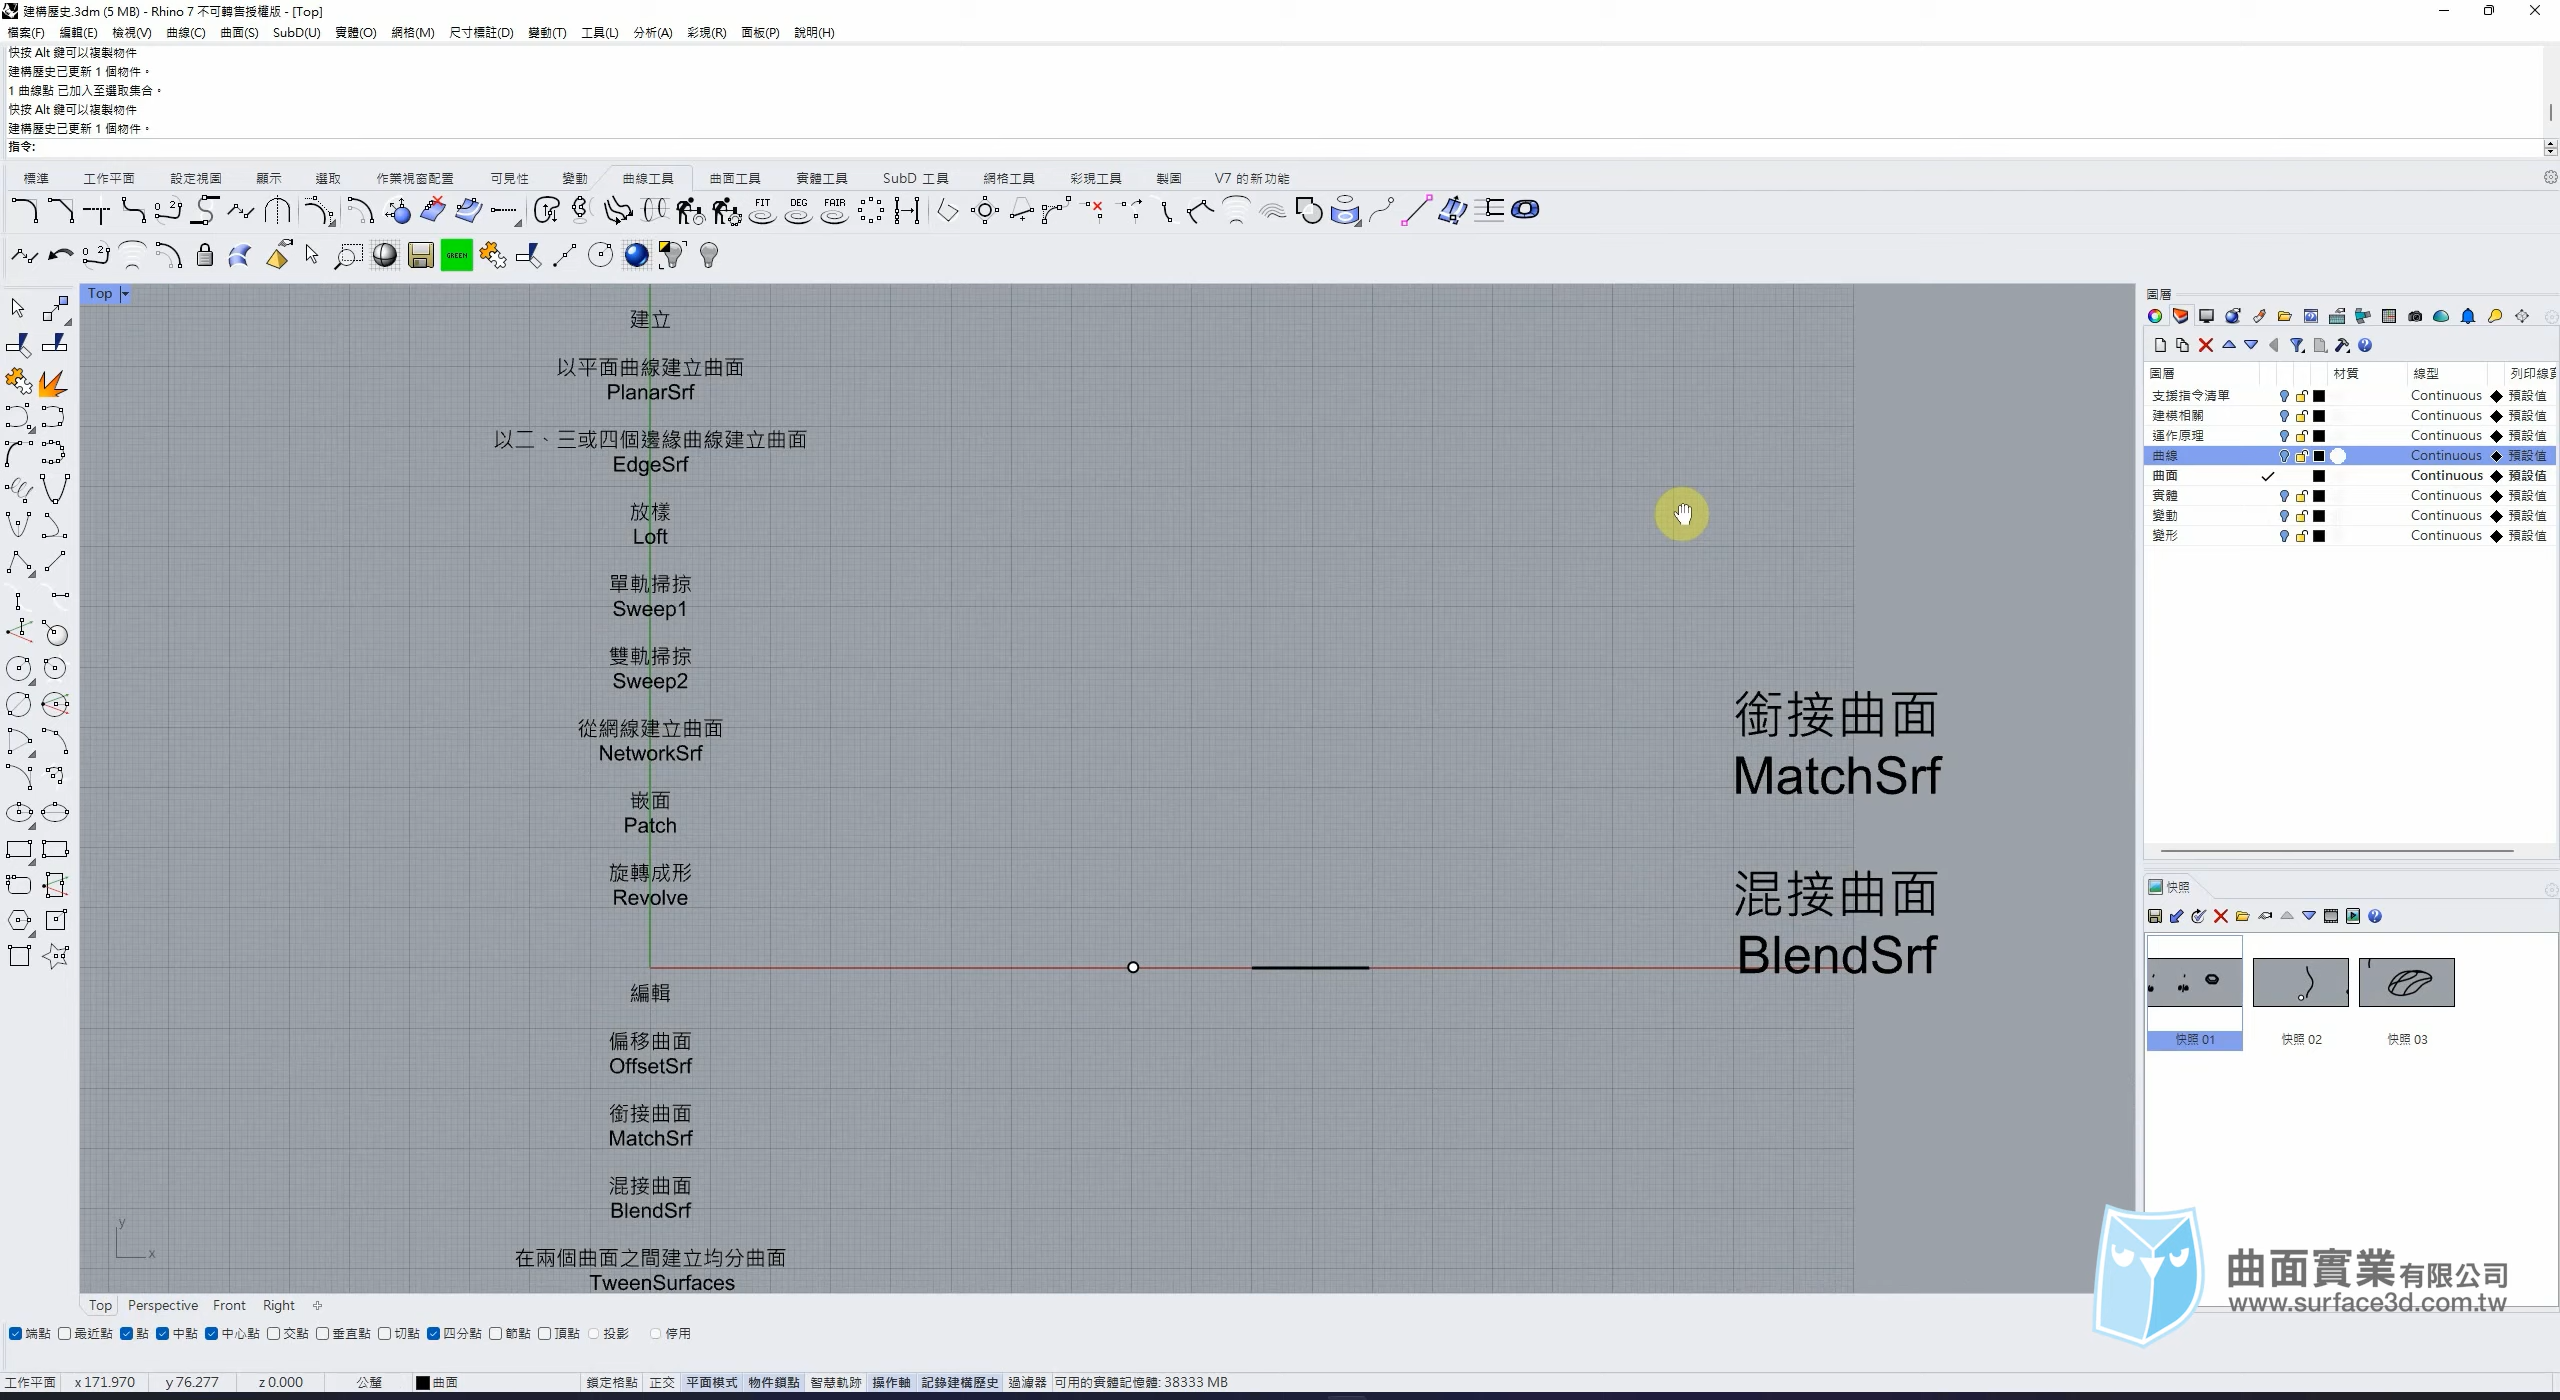 建構歷史.3dm (5 MB) - Rhino 7 不可轉售授權版 - [Top]
檔案(F) 編輯(E) 檢視(V) 曲線(C) 曲面(S) SubD(U) 實體(O) 網格(M) 尺寸標註(D) 變動(T) 工具(L) 分析(A) 彩現(R) 面板(P) 說明(H)
快按 Alt 鍵可以複製物件
建構歷史已更新 1 個物件。
1 曲線點 已加入至選取集合。
快按 Alt 鍵可以複製物件
建構歷史已更新 1 個物件。
指令:
標準 工作平面 設定視圖 顯示 選取 作業視窗配置 可見性 變動 曲線工具 曲面工具 實體工具 SubD 工具 網格工具 彩現工具 製圖 V7 的新功能
FIT DEG FAIR
GREEN
Top
建立
以平面曲線建立曲面
PlanarSrf
以二、三或四個邊緣曲線建立曲面
EdgeSrf
放樣
Loft
單軌掃掠
Sweep1
雙軌掃掠
Sweep2
從網線建立曲面
NetworkSrf
嵌面
Patch
旋轉成形
Revolve
編輯
偏移曲面
OffsetSrf
銜接曲面
MatchSrf
混接曲面
BlendSrf
在兩個曲面之間建立均分曲面
TweenSurfaces
銜接曲面
MatchSrf
混接曲面
BlendSrf
y
x
圖層
圖層 材質 線型 列印線
支援指令清單 Continuous 預設值
建模相關 Continuous 預設值
運作原理 Continuous 預設值
曲線 Continuous 預設值
曲面 Continuous 預設值
實體 Continuous 預設值
變動 Continuous 預設值
變形 Continuous 預設值
快照
快照 01 快照 02 快照 03
曲面實業有限公司
www.surface3d.com.tw
Top Perspective Front Right
端點 最近點 點 中點 中心點 交點 垂直點 切點 四分點 節點 頂點 投影 停用
工作平面 x 171.970 y 76.277 z 0.000 公釐 曲面 鎖定格點 正交 平面模式 物件鎖點 智慧軌跡 操作軸 記錄建構歷史 過濾器 可用的實體記憶體: 38333 MB